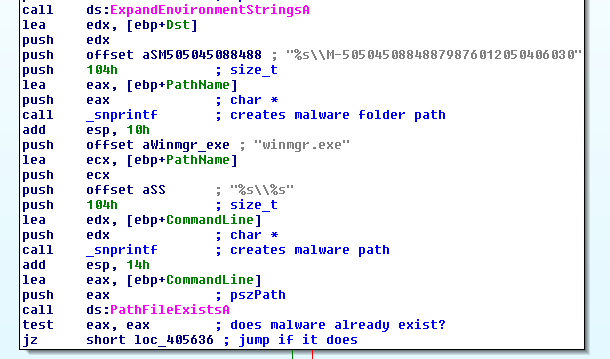 call ds:ExpandEnvironmentStringsA
lea edx, [ebp+Dst]
push edx
push offset aSM505045088488 ; "%s\\M-50504508848879876012050406030"
push 104h ; size_t
lea eax, [ebp+PathName]
push eax ; char *
call _snprintf ; creates malware folder path
add esp, 10h
push offset aWinmgr_exe ; "winmgr.exe"
lea ecx, [ebp+PathName]
push ecx
push offset aSS ; "%s\\%s"
push 104h ; size_t
lea edx, [ebp+CommandLine]
push edx ; char *
call _snprintf ; creates malware path
add esp, 14h
lea eax, [ebp+CommandLine]
push eax ; pszPath
call ds:PathFileExistsA
test eax, eax ; does malware already exist?
jz short loc_405636 ; jump if it does